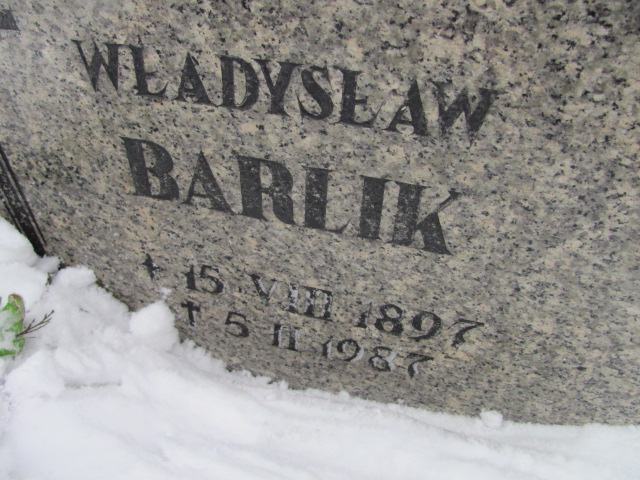 WŁADYSŁAW
BARLIK
* 15 VIII 1897
† 5 II 1987